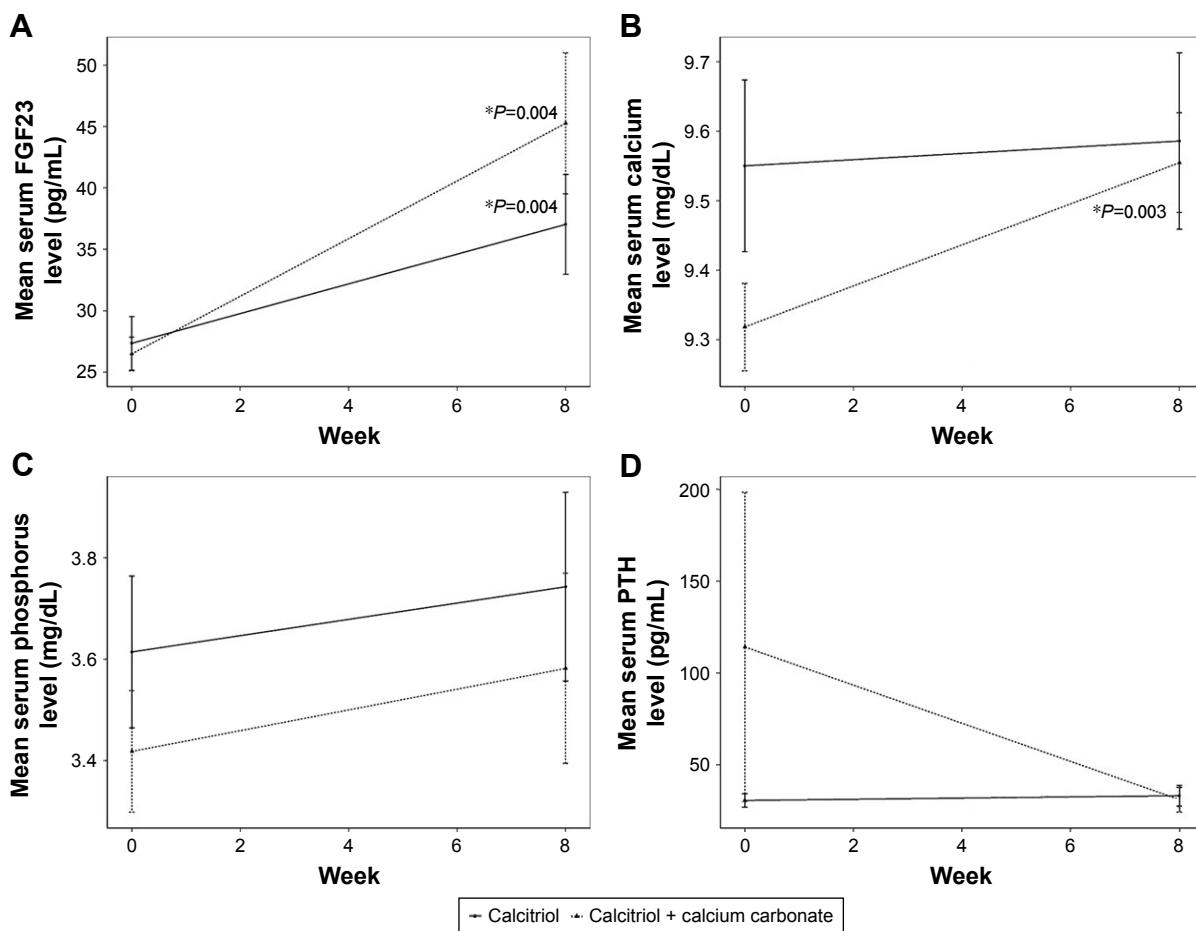 A
Mean serum FGF23
level (pg/mL)
50
45
40
35
30
25
*P=0.004
*P=0.004
0 2 4 6 8
Week
B
Mean serum calcium
level (mg/dL)
9.7
9.6
9.5
9.4
9.3
*P=0.003
0 2 4 6 8
Week
C
Mean serum phosphorus
level (mg/dL)
3.8
3.6
3.4
0 2 4 6 8
Week
D
Mean serum PTH
level (pg/mL)
200
150
100
50
0 2 4 6 8
Week
Calcitriol Calcitriol + calcium carbonate